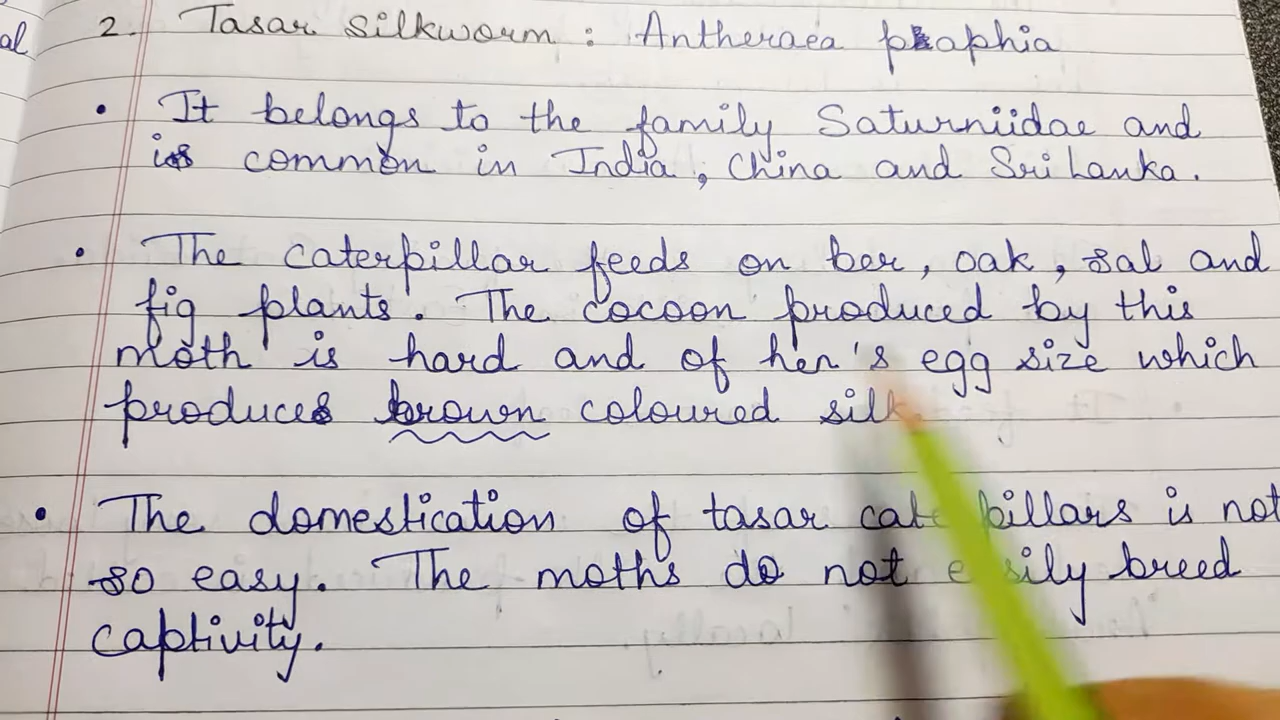 al
2. Tasar Silkworm : Antheraea paphia
• It belongs to the family Saturniidae and
is common in India, China and Sri Lanka.
• The caterpillar feeds on ber, oak, sal and
fig plants. The cocoon produced by this
moth is hard and of hen's egg size which
produces brown coloured silk
• The domestication of tasar caterpillars is not
so easy. The moths do not easily breed
captivity.